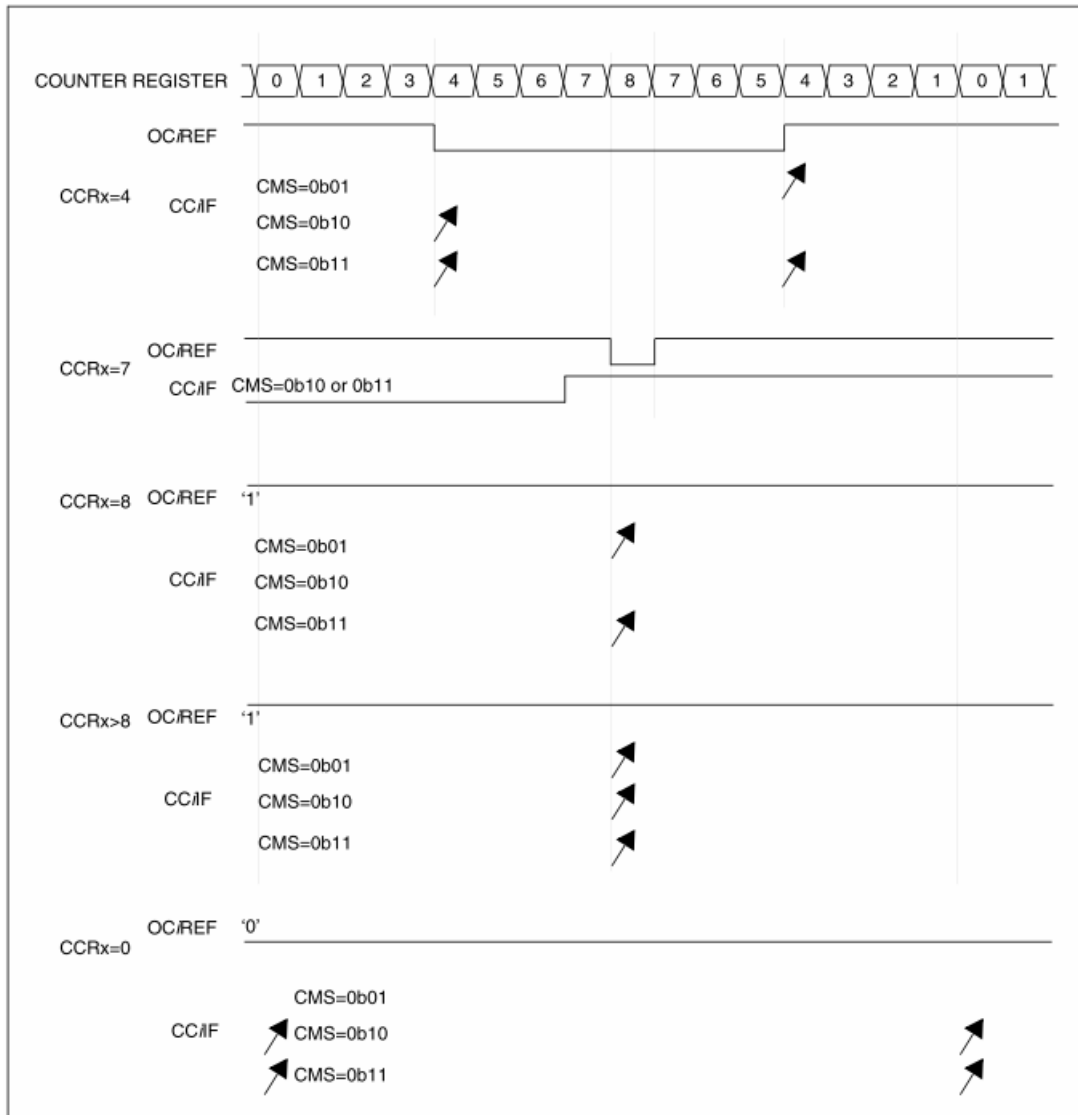 COUNTER REGISTER 0 1 2 3 4 5 6 7 8 7 6 5 4 3 2 1 0 1
OCiREF
CCRx=4 CCiIF
CMS=0b01
CMS=0b10
CMS=0b11
OCiREF
CCRx=7
CCiIF CMS=0b10 or 0b11
CCRx=8 OCiREF '1'
CMS=0b01
CCiIF CMS=0b10
CMS=0b11
CCRx>8 OCiREF '1'
CMS=0b01
CCiIF CMS=0b10
CMS=0b11
OCiREF '0'
CCRx=0
CMS=0b01
CCiIF CMS=0b10
CMS=0b11